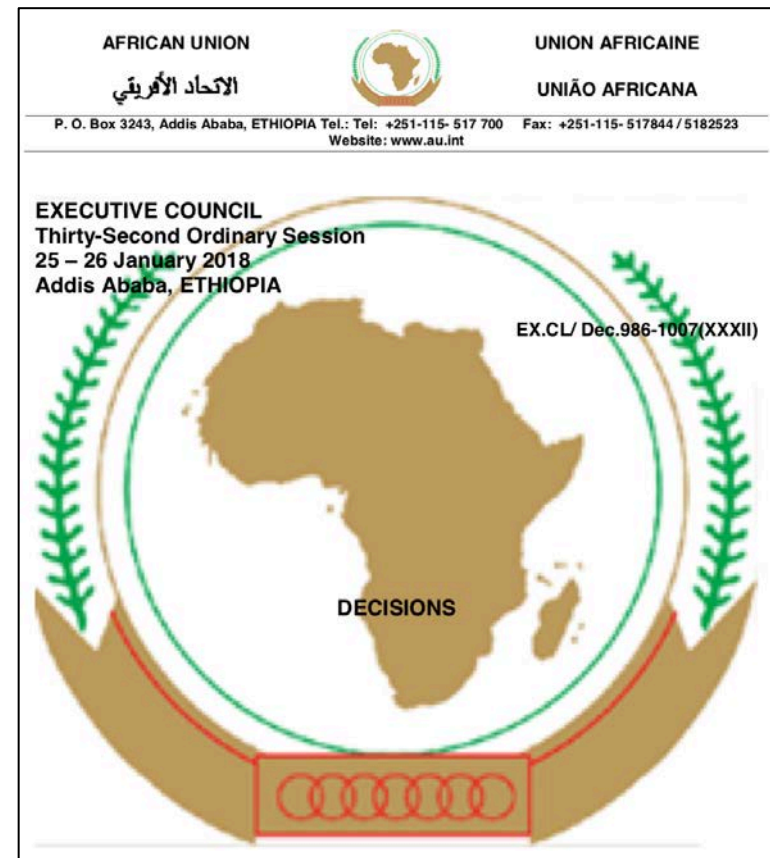 AFRICAN UNION
UNION AFRICAINE
الاتحاد الأفريقي
UNIÃO AFRICANA
P. O. Box 3243, Addis Ababa, ETHIOPIA Tel.: Tel: +251-115- 517 700 Fax: +251-115- 517844 / 5182523
Website: www.au.int
EXECUTIVE COUNCIL
Thirty-Second Ordinary Session
25 – 26 January 2018
Addis Ababa, ETHIOPIA
EX.CL/ Dec.986-1007(XXXII)
DECISIONS